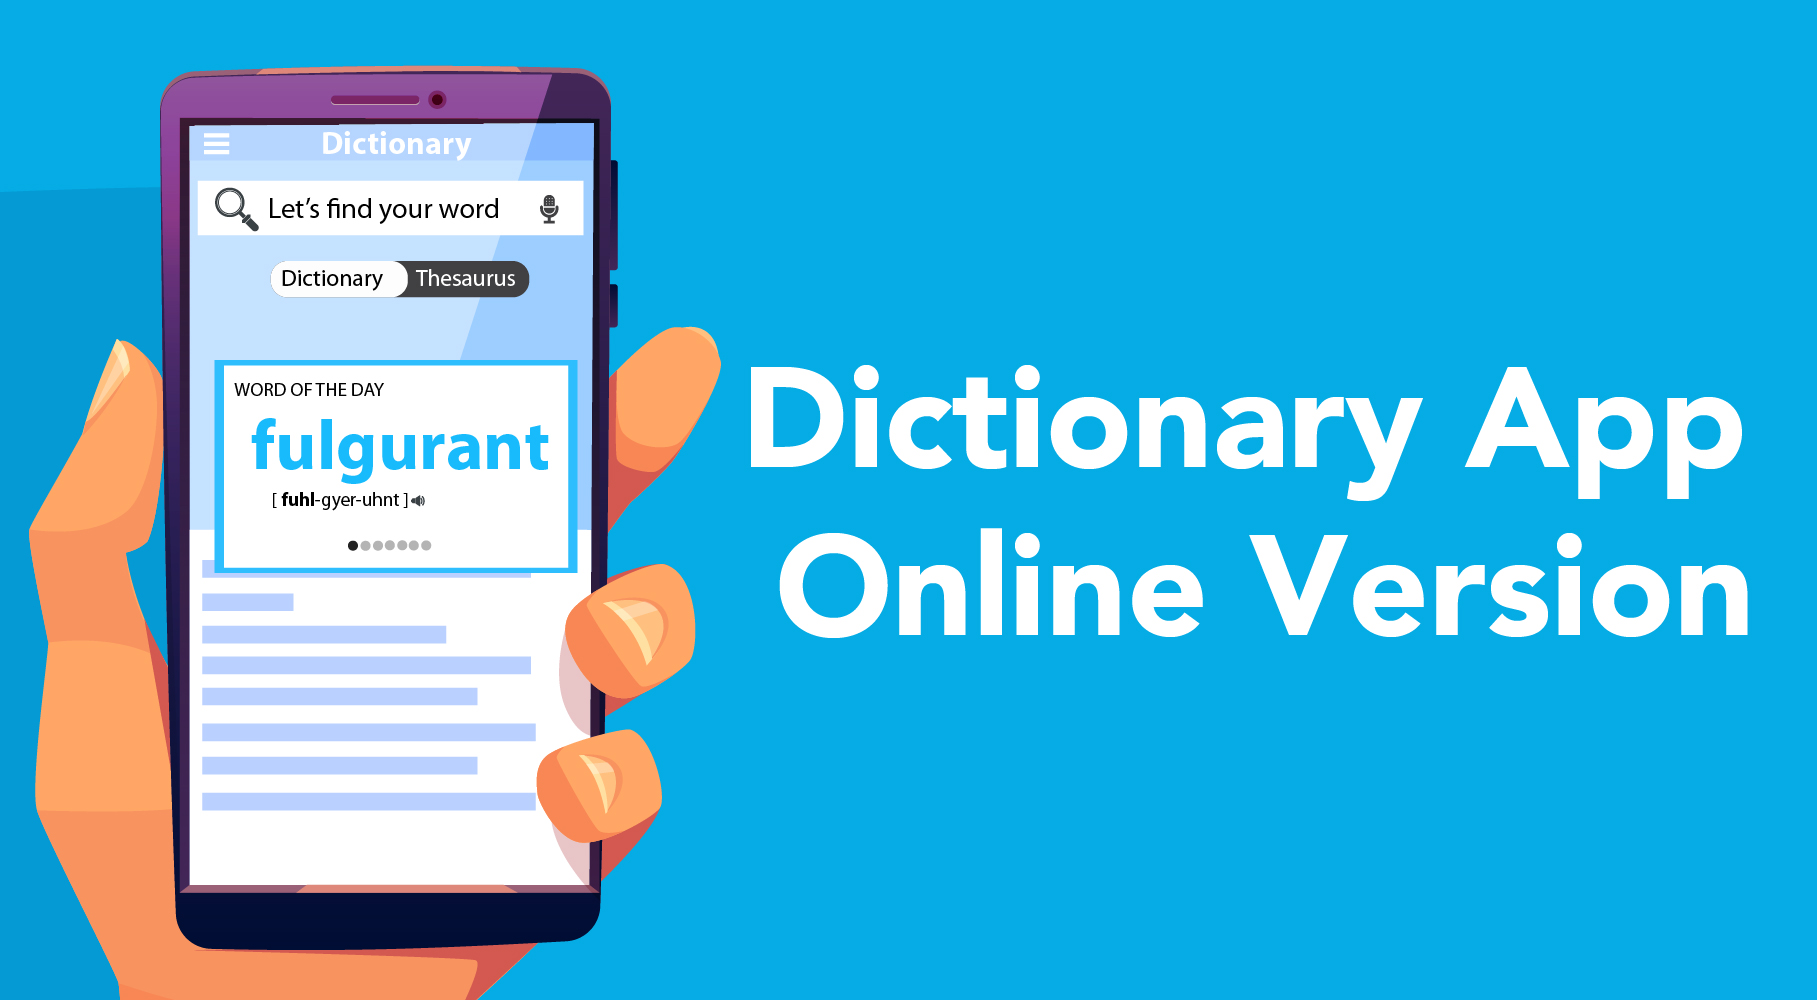 Dictionary
Let’s find your word
Dictionary Thesaurus
WORD OF THE DAY
fulgurant
[ fuhl-gyer-uhnt ]
Dictionary App
Online Version